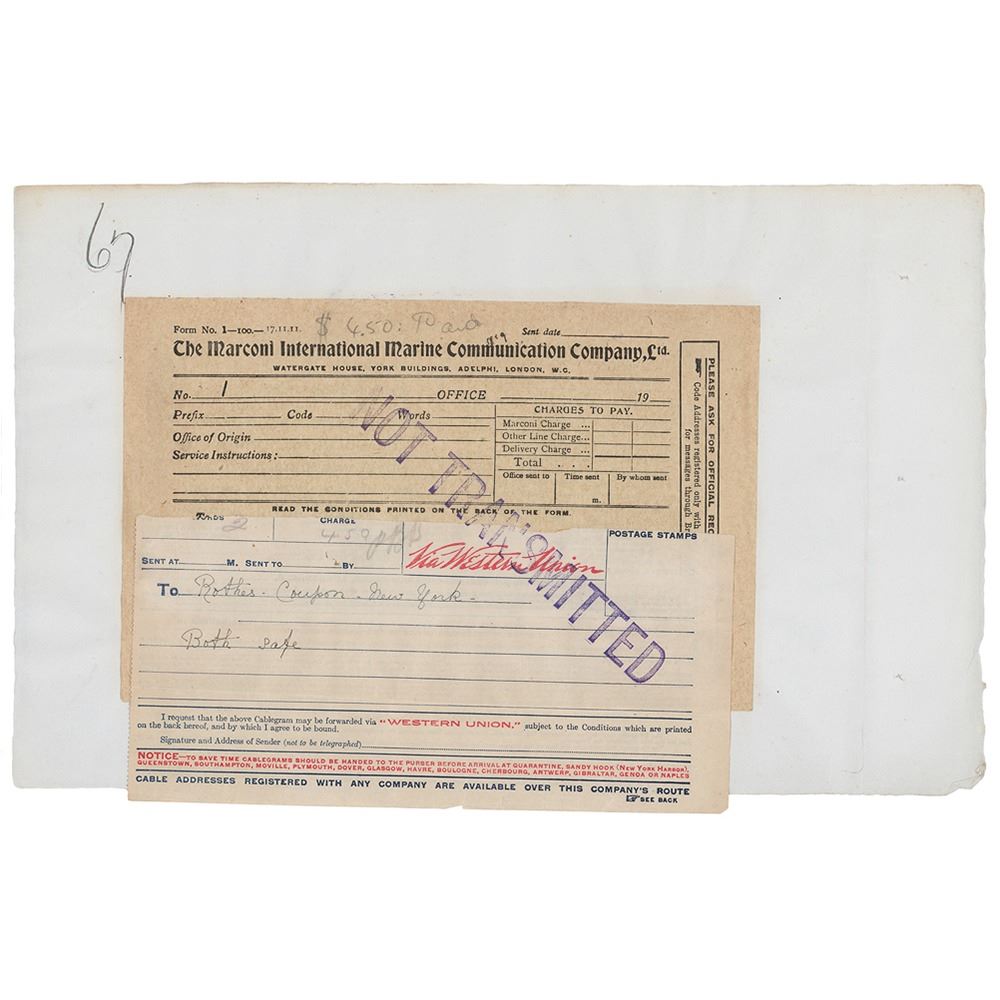 67
$ 4.50: Paid
Form No. 1—100.—17.11.11.
Sent date
The Marconi International Marine Communication Company, Ltd.
WATERGATE HOUSE, YORK BUILDINGS, ADELPHI, LONDON, W.C.
No. 1 OFFICE 19
Prefix Code Words
CHARGES TO PAY.
Marconi Charge ...
Office of Origin
Other Line Charge...
Service Instructions:
Delivery Charge ...
Total . . .
Office sent to Time sent By whom sent
m.
READ THE CONDITIONS PRINTED ON THE BACK OF THE FORM.
PLEASE ASK FOR OFFICIAL REC
Code Addresses registered only with
for messages through Br
NOT TRANSMITTED
2 CHARGE
POSTAGE STAMPS
Via Western Union
SENT AT M. SENT TO BY
To Rothes - Coupon - New York -
Both safe
I request that the above Cablegram may be forwarded via "WESTERN UNION," subject to the Conditions which are printed
on the back hereof, and by which I agree to be bound.
Signature and Address of Sender (not to be telegraphed)
NOTICE—TO SAVE TIME CABLEGRAMS SHOULD BE HANDED TO THE PURSER BEFORE ARRIVAL AT QUARANTINE, SANDY HOOK (NEW YORK HARBOR),
QUEENSTOWN, SOUTHAMPTON, MOVILLE, PLYMOUTH, DOVER, GLASGOW, HAVRE, BOULOGNE, CHERBOURG, ANTWERP, GIBRALTAR, GENOA OR NAPLES
CABLE ADDRESSES REGISTERED WITH ANY COMPANY ARE AVAILABLE OVER THIS COMPANY'S ROUTE
SEE BACK